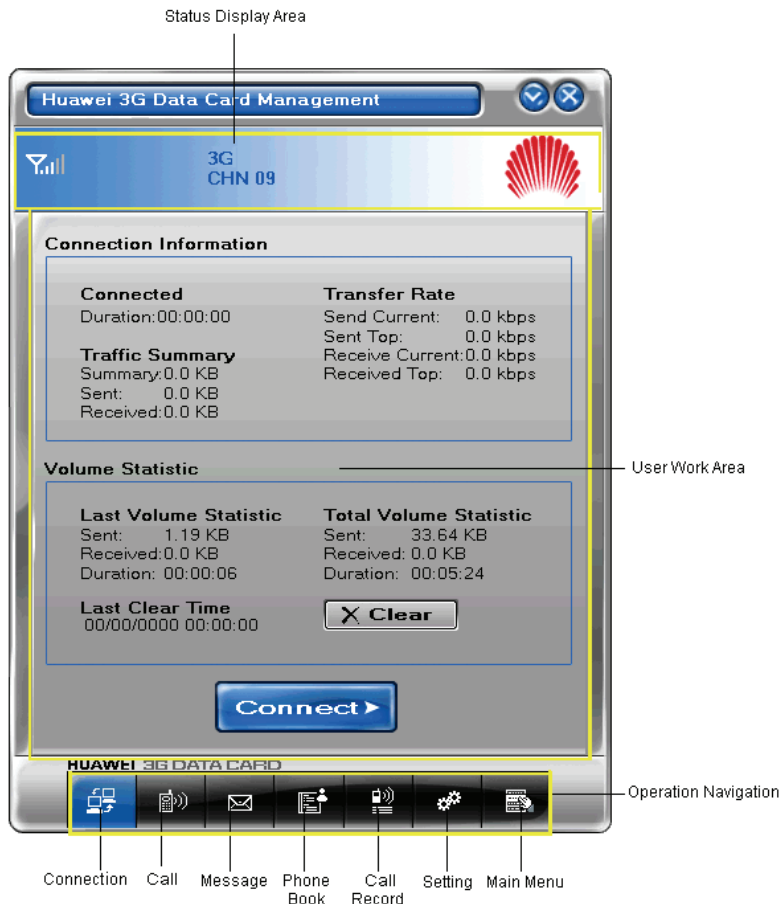 Status Display Area
Huawei 3G Data Card Management
3G
CHN 09
Connection Information
Connected
Duration:00:00:00
Traffic Summary
Summary:0.0 KB
Sent: 0.0 KB
Received:0.0 KB
Transfer Rate
Send Current: 0.0 kbps
Sent Top: 0.0 kbps
Receive Current:0.0 kbps
Received Top: 0.0 kbps
Volume Statistic
User Work Area
Last Volume Statistic
Sent: 1.19 KB
Received:0.0 KB
Duration: 00:00:06
Last Clear Time
00/00/0000 00:00:00
Total Volume Statistic
Sent: 33.64 KB
Received: 0.0 KB
Duration: 00:05:24
Clear
Connect
HUAWEI 3G DATA CARD
Operation Navigation
Connection
Call
Message
Phone
Book
Call
Record
Setting
Main Menu